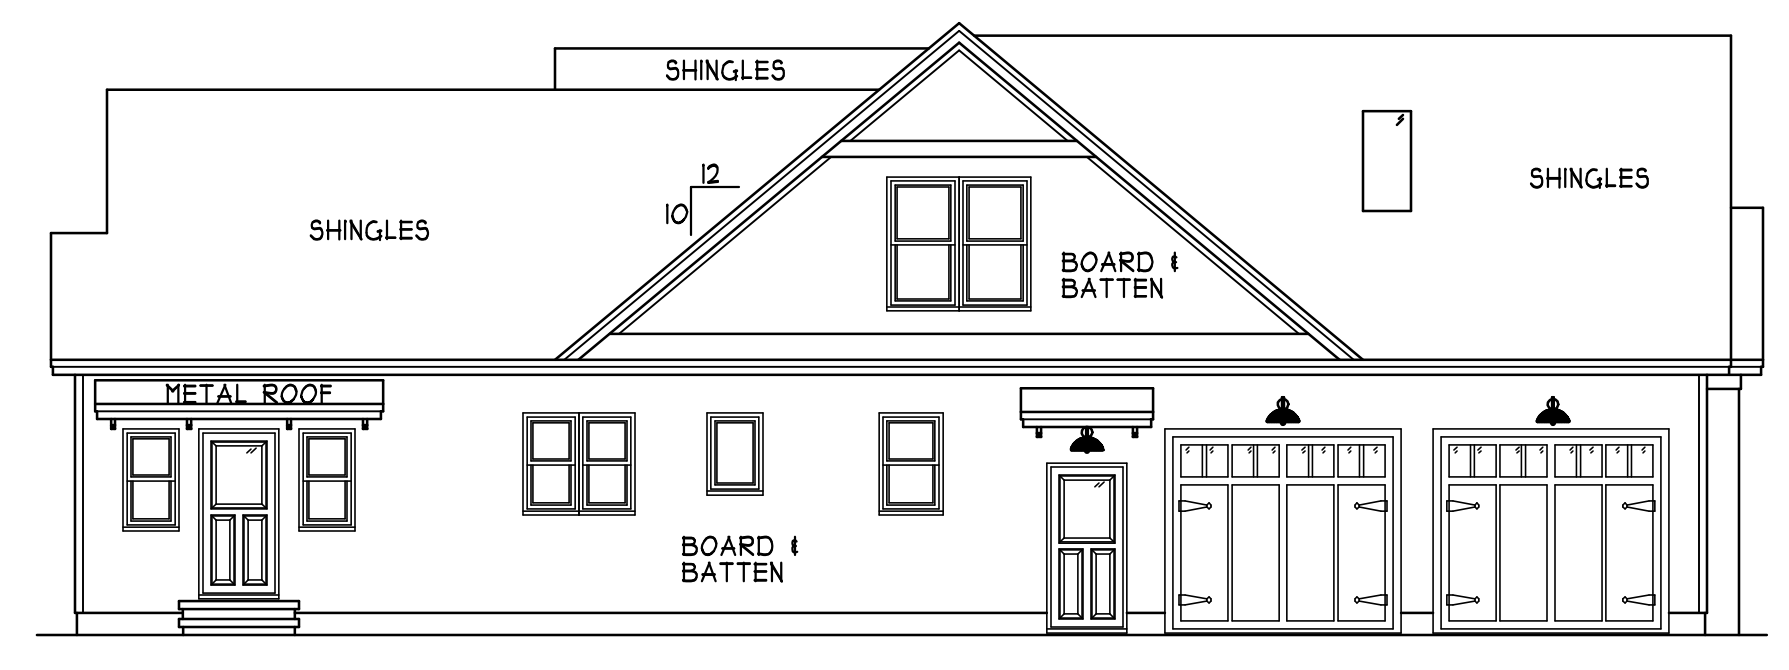 SHINGLES
12
10
SHINGLES
SHINGLES
BOARD &
BATTEN
METAL ROOF
BOARD &
BATTEN